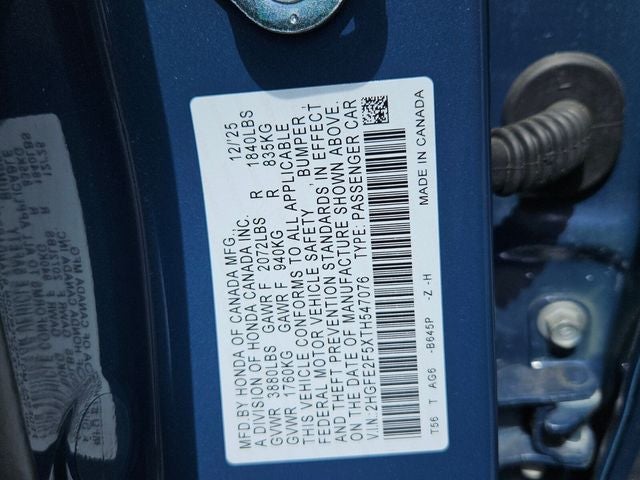 MFD.BY HONDA OF CANADA MFG., 12/'25
A DIVISION OF HONDA CANADA INC.
GVWR 3880LBS GAWR F 2072LBS R 1840LBS
GVWR 1760KG GAWR F 940KG R 835KG
THIS VEHICLE CONFORMS TO ALL APPLICABLE
FEDERAL MOTOR VEHICLE SAFETY, BUMPER,
AND THEFT PREVENTION STANDARDS IN EFFECT
ON THE DATE OF MANUFACTURE SHOWN ABOVE.
V.I.N:2HGFE2F5XTH547076 TYPE:PASSENGER CAR
T56 T AG6 -B645P -Z -H MADE IN CANADA